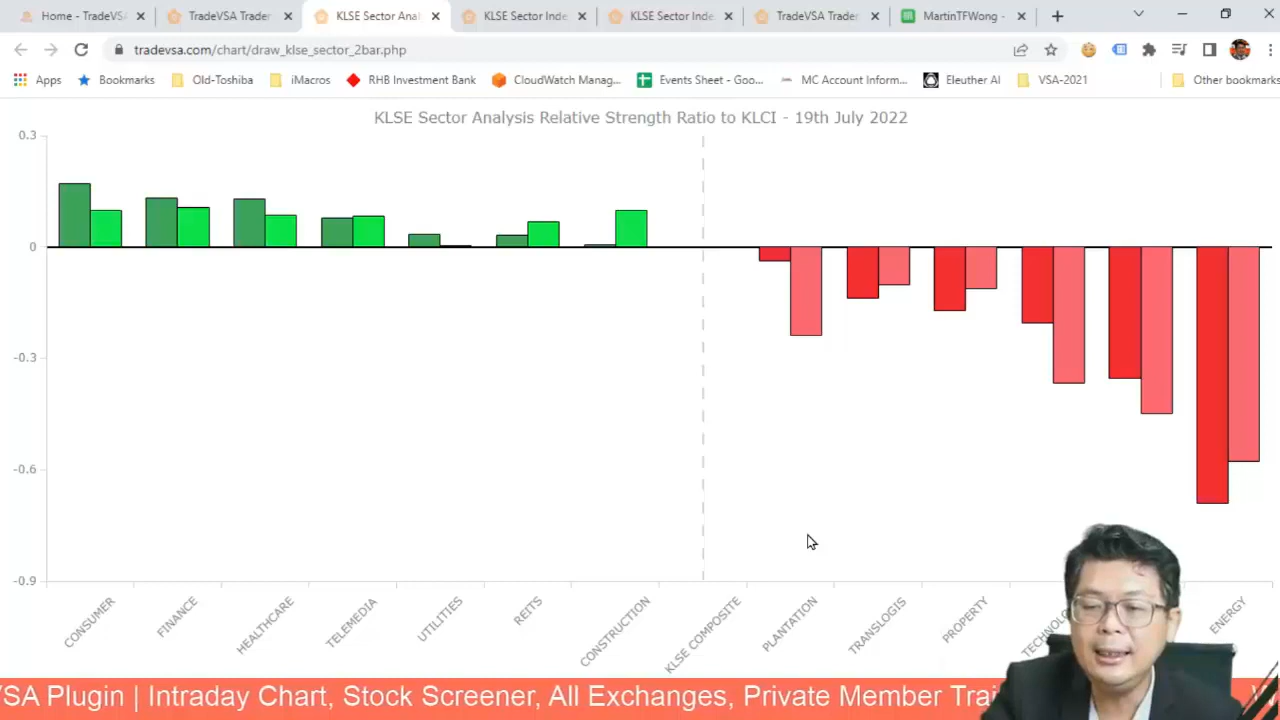 Home - TradeVSA
TradeVSA Trader
KLSE Sector Anal
KLSE Sector Inde
KLSE Sector Inde
TradeVSA Trader
MartinTFWong -
tradevsa.com/chart/draw_klse_sector_2bar.php
Apps
Bookmarks
Old-Toshiba
iMacros
RHB Investment Bank
CloudWatch Manag...
Events Sheet - Goo...
MC Account Inform...
Eleuther AI
VSA-2021
Other bookmarks
KLSE Sector Analysis Relative Strength Ratio to KLCI - 19th July 2022
0.3
0
-0.3
-0.6
-0.9
CONSUMER
FINANCE
HEALTHCARE
TELEMEDIA
UTILITIES
REITS
CONSTRUCTION
KLSE COMPOSITE
PLANTATION
TRANSLOGIS
PROPERTY
TECHNOLO
ENERGY
VSA Plugin | Intraday Chart, Stock Screener, All Exchanges, Private Member Trai